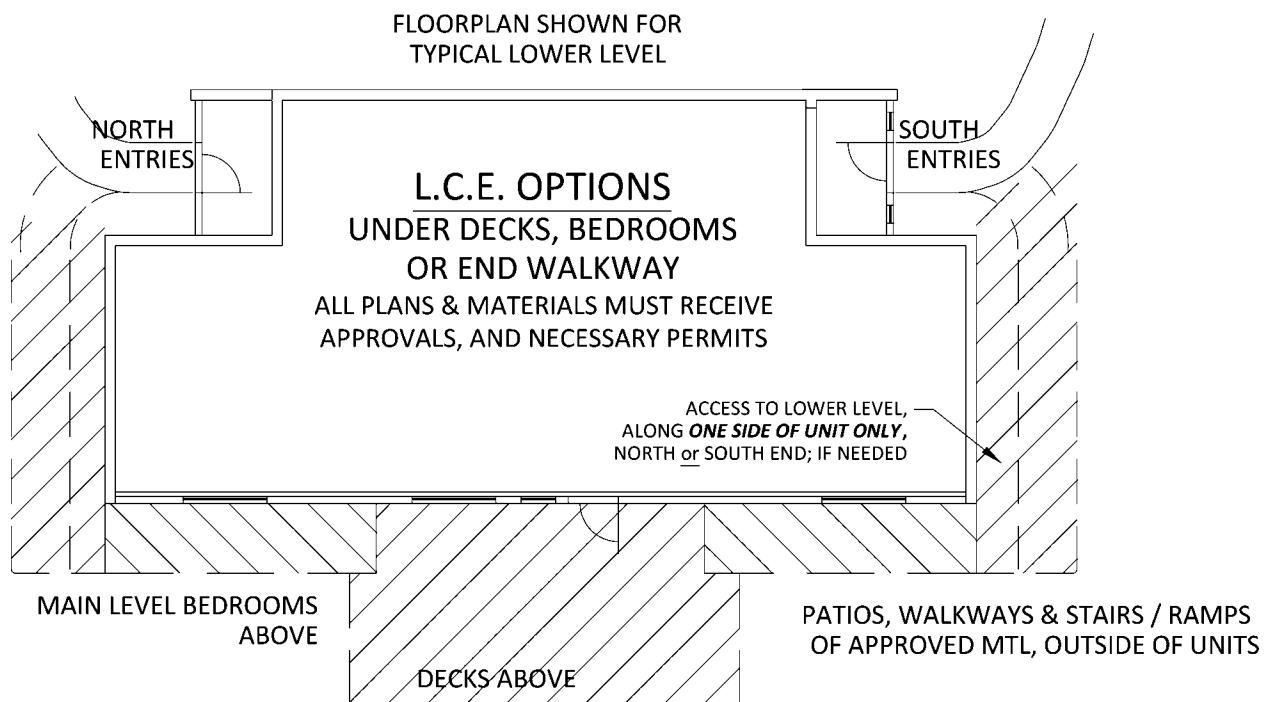 FLOORPLAN SHOWN FOR
TYPICAL LOWER LEVEL
NORTH
ENTRIES
SOUTH
ENTRIES
L.C.E. OPTIONS
UNDER DECKS, BEDROOMS
OR END WALKWAY
ALL PLANS & MATERIALS MUST RECEIVE
APPROVALS, AND NECESSARY PERMITS
ACCESS TO LOWER LEVEL,
ALONG ONE SIDE OF UNIT ONLY,
NORTH or SOUTH END; IF NEEDED
MAIN LEVEL BEDROOMS
ABOVE
PATIOS, WALKWAYS & STAIRS / RAMPS
OF APPROVED MTL, OUTSIDE OF UNITS
DECKS ABOVE